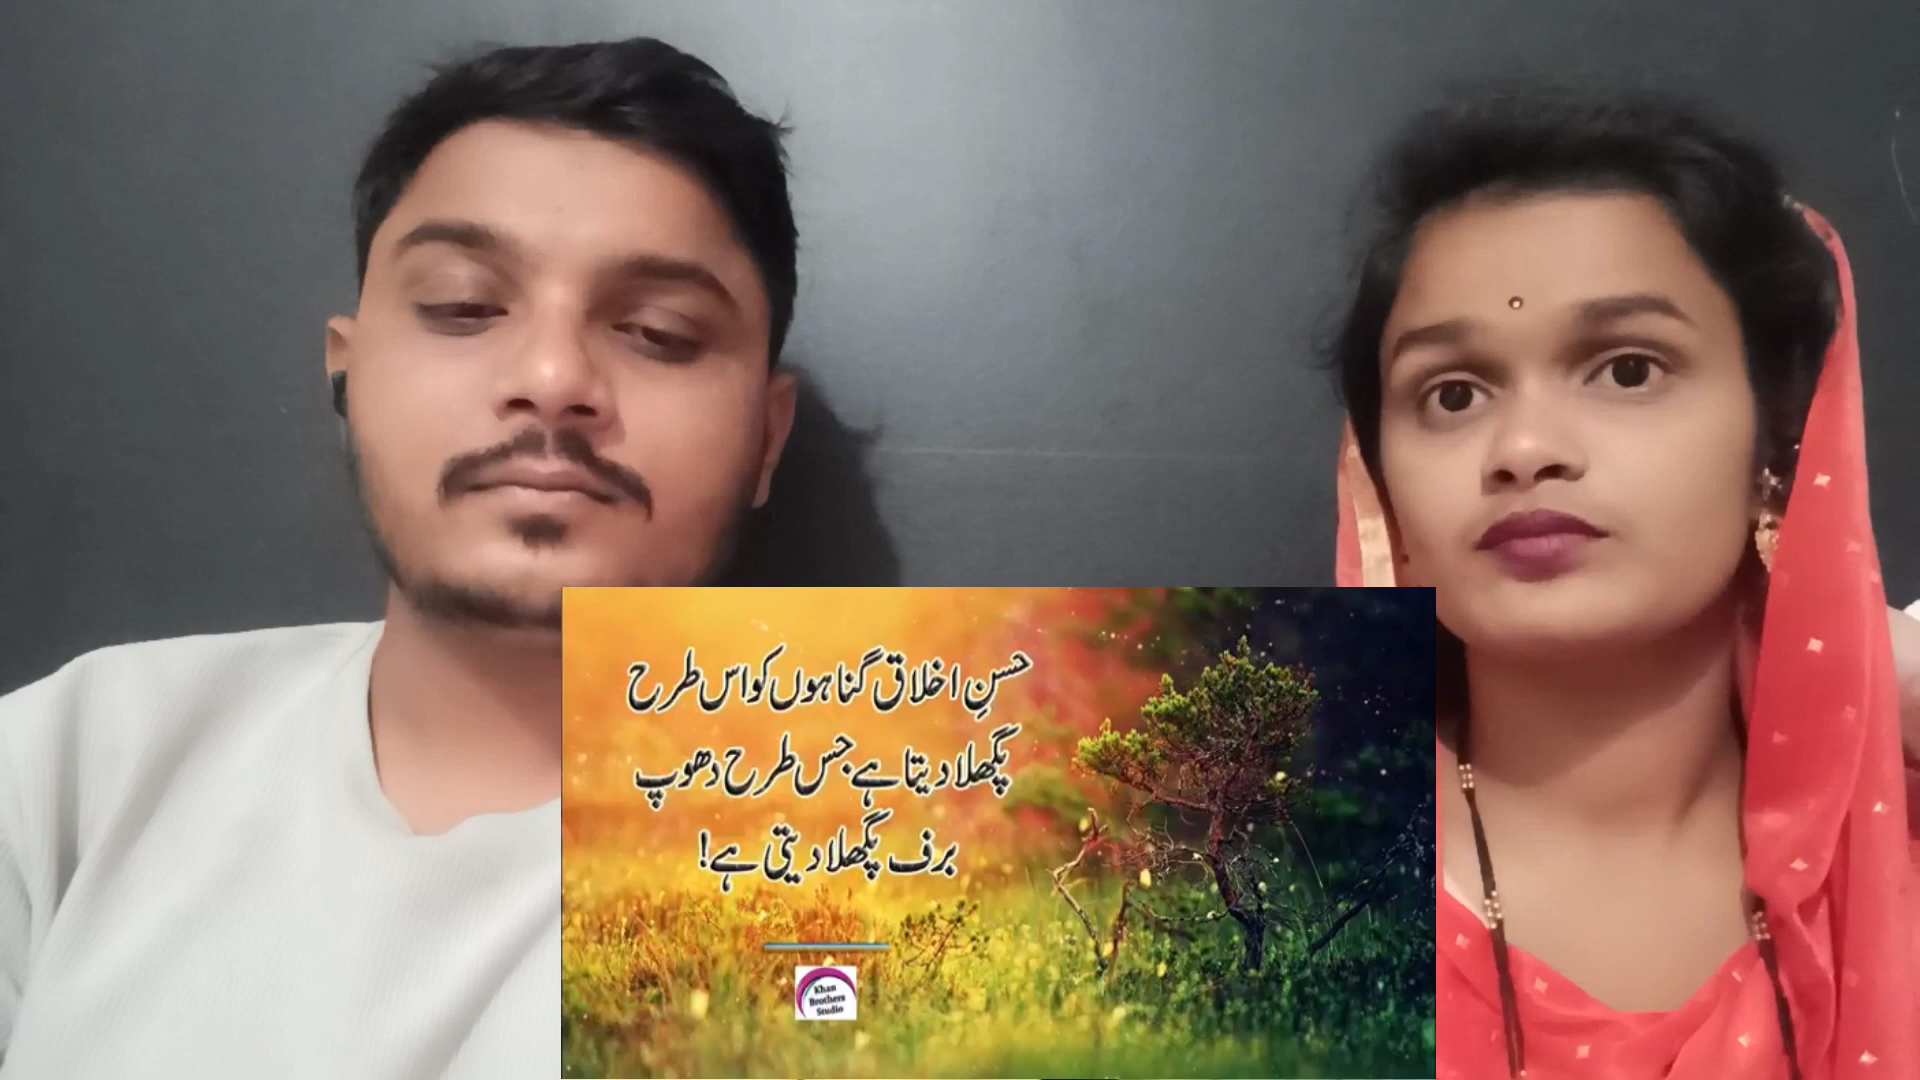 حسنِ اخلاق گناہوں کو اس طرح
پگھلا دیتا ہے جس طرح دھوپ
برف پگھلا دیتی ہے!
Khan
Brothers
Studio